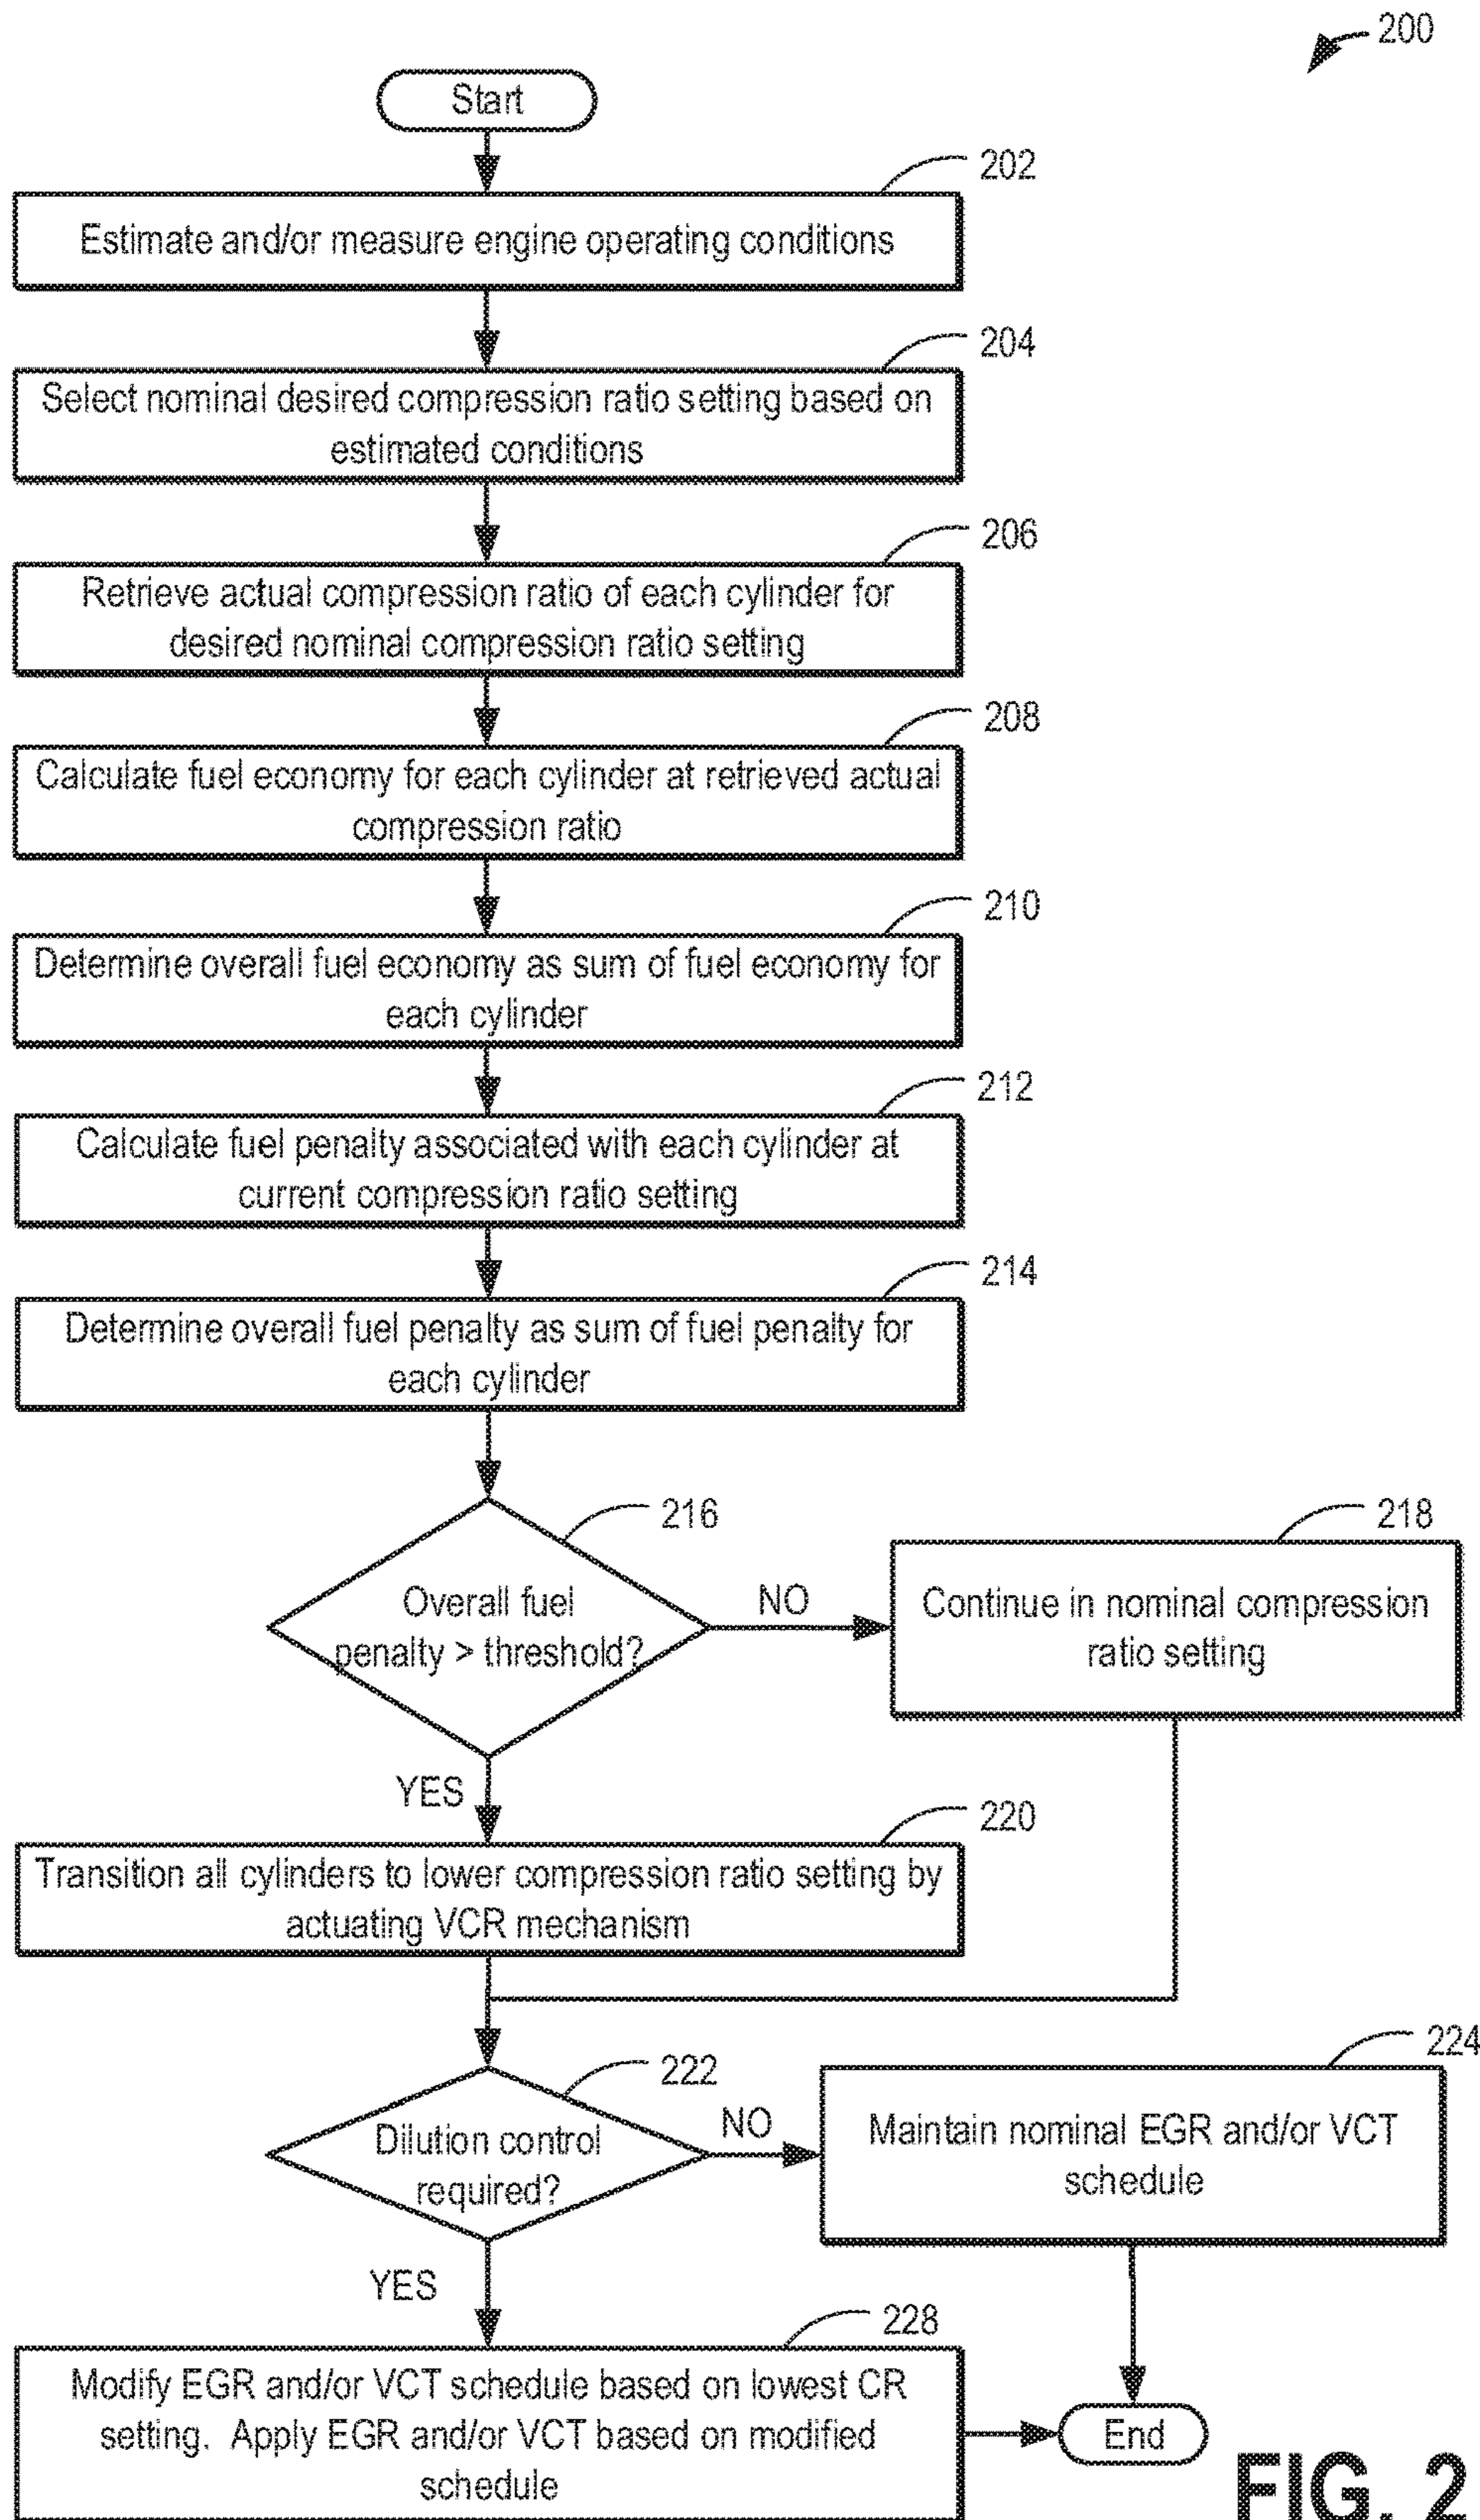 200
Start
202
Estimate and/or measure engine operating conditions
204
Select nominal desired compression ratio setting based on
estimated conditions
206
Retrieve actual compression ratio of each cylinder for
desired nominal compression ratio setting
208
Calculate fuel economy for each cylinder at retrieved actual
compression ratio
210
Determine overall fuel economy as sum of fuel economy for
each cylinder
212
Calculate fuel penalty associated with each cylinder at
current compression ratio setting
214
Determine overall fuel penalty as sum of fuel penalty for
each cylinder
216
Overall fuel
penalty > threshold?
NO
218
Continue in nominal compression
ratio setting
YES
220
Transition all cylinders to lower compression ratio setting by
actuating VCR mechanism
222
Dilution control
required?
NO
224
Maintain nominal EGR and/or VCT
schedule
YES
228
Modify EGR and/or VCT schedule based on lowest CR
setting. Apply EGR and/or VCT based on modified
schedule
End
FIG. 2